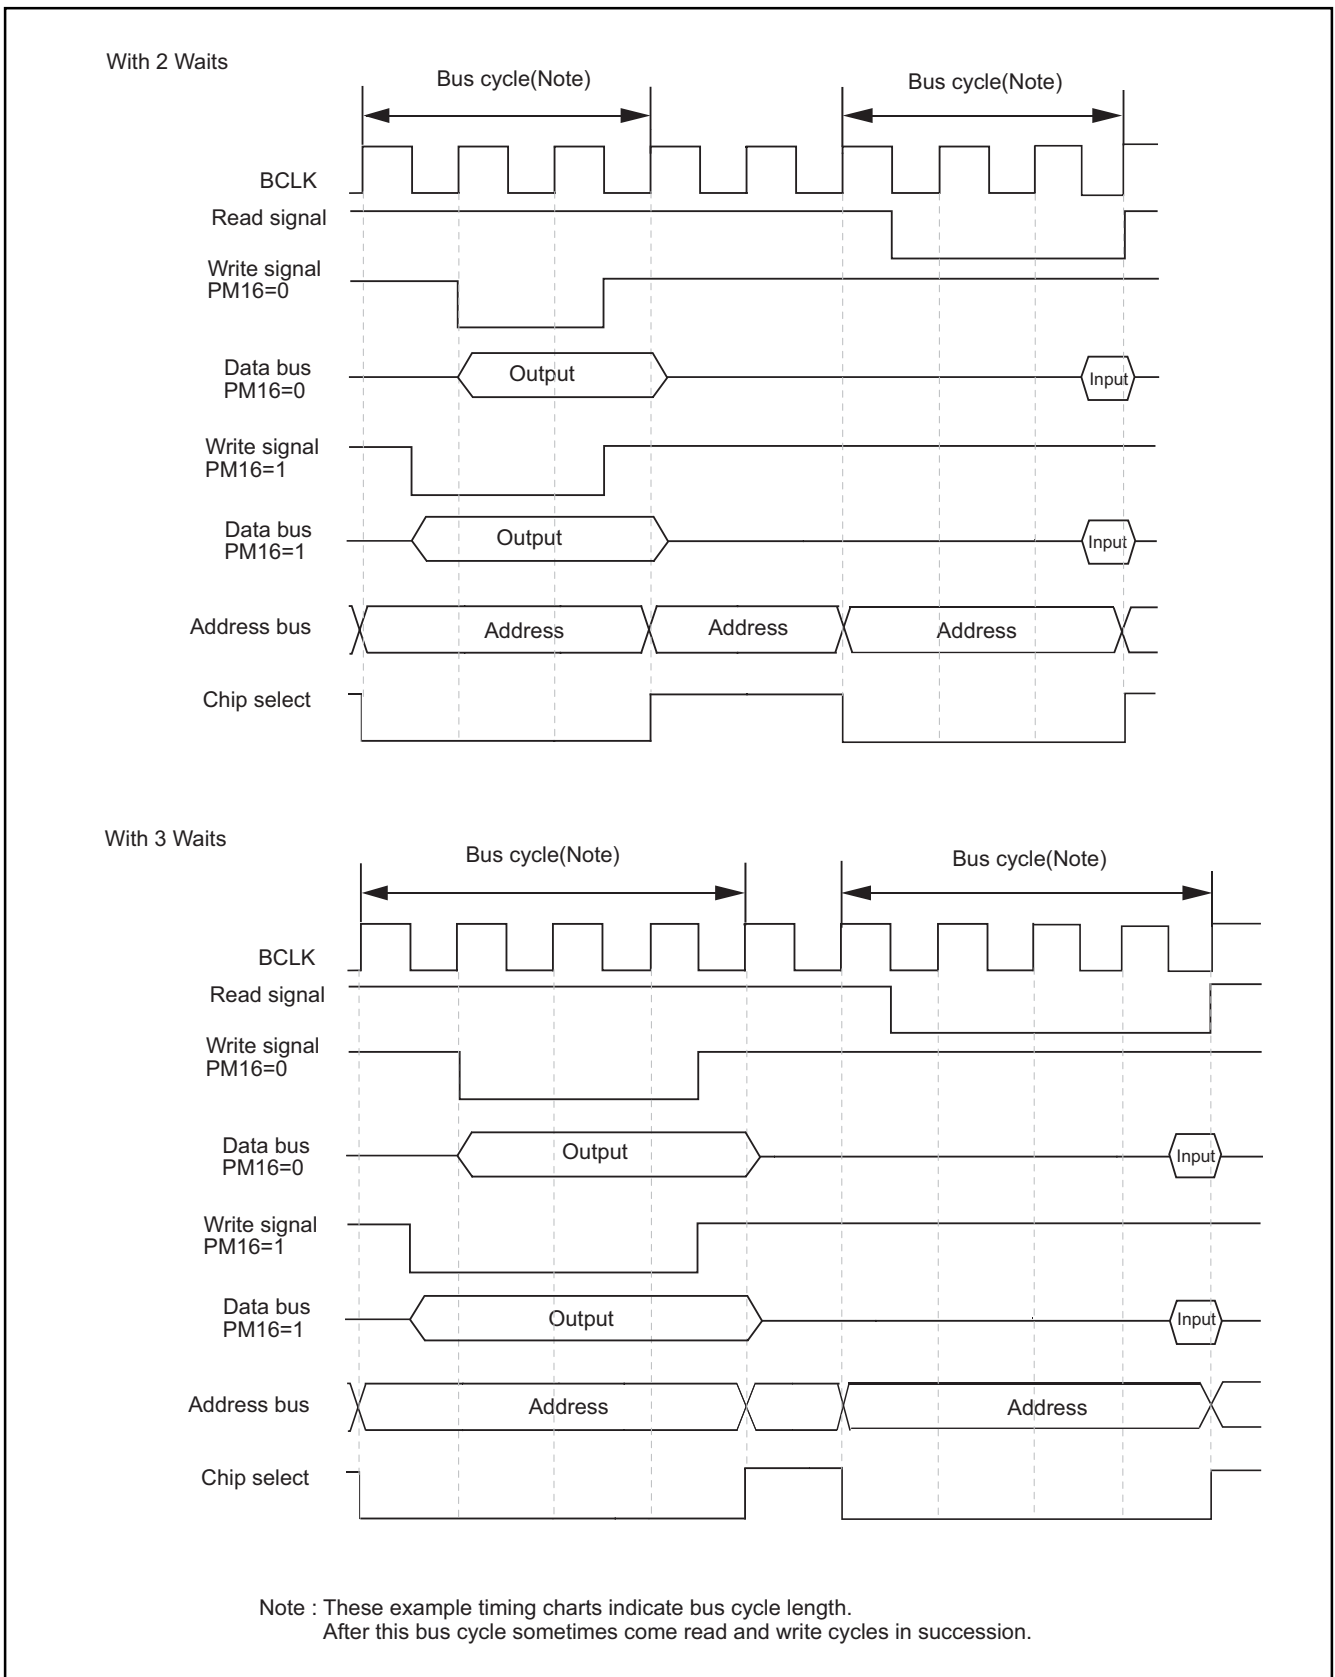 With 2 Waits
Bus cycle(Note)
Bus cycle(Note)
BCLK
Read signal
Write signal
PM16=0
Data bus
PM16=0
Output
Input
Write signal
PM16=1
Data bus
PM16=1
Output
Input
Address bus
Address
Address
Address
Chip select
With 3 Waits
Bus cycle(Note)
Bus cycle(Note)
BCLK
Read signal
Write signal
PM16=0
Data bus
PM16=0
Output
Input
Write signal
PM16=1
Data bus
PM16=1
Output
Input
Address bus
Address
Address
Chip select
Note : These example timing charts indicate bus cycle length.
After this bus cycle sometimes come read and write cycles in succession.